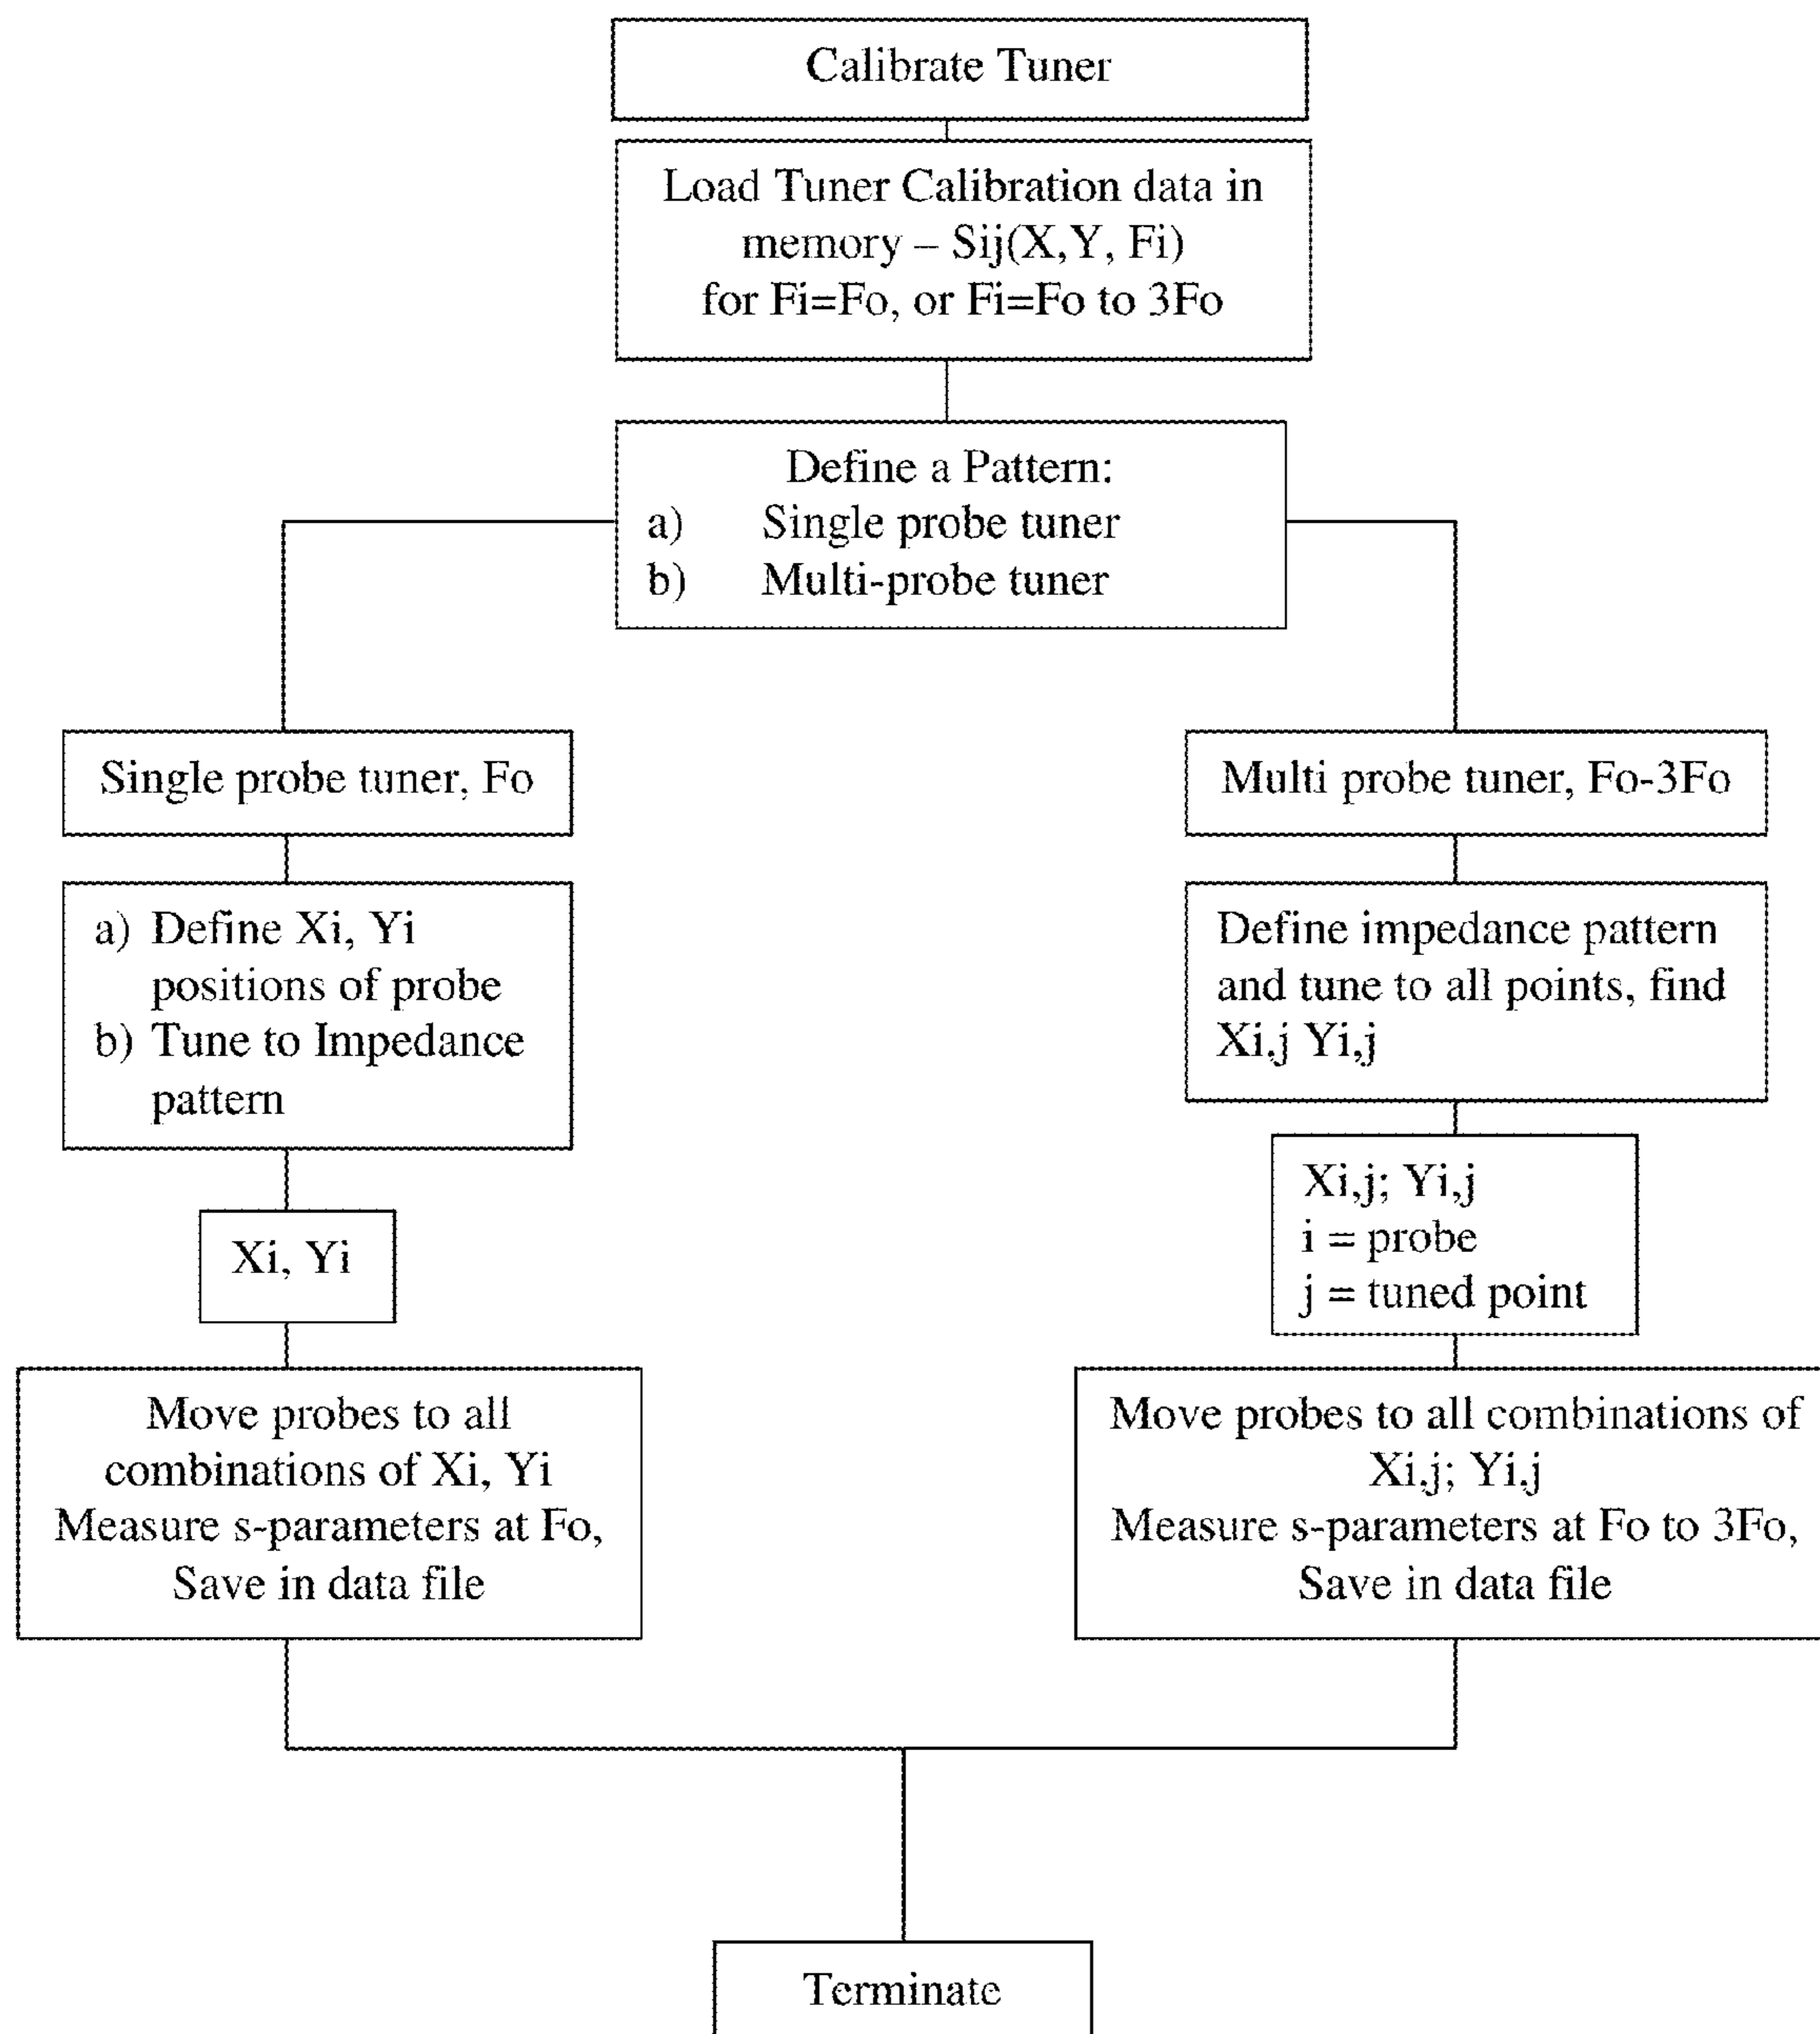 Calibrate Tuner
Load Tuner Calibration data in
memory – Sij(X,Y, Fi)
for Fi=Fo, or Fi=Fo to 3Fo
Define a Pattern:
a) Single probe tuner
b) Multi-probe tuner
Single probe tuner, Fo
a) Define Xi, Yi
positions of probe
b) Tune to Impedance
pattern
Xi, Yi
Move probes to all
combinations of Xi, Yi
Measure s-parameters at Fo,
Save in data file
Multi probe tuner, Fo-3Fo
Define impedance pattern
and tune to all points, find
Xi,j Yi,j
Xi,j; Yi,j
i = probe
j = tuned point
Move probes to all combinations of
Xi,j; Yi,j
Measure s-parameters at Fo to 3Fo,
Save in data file
Terminate